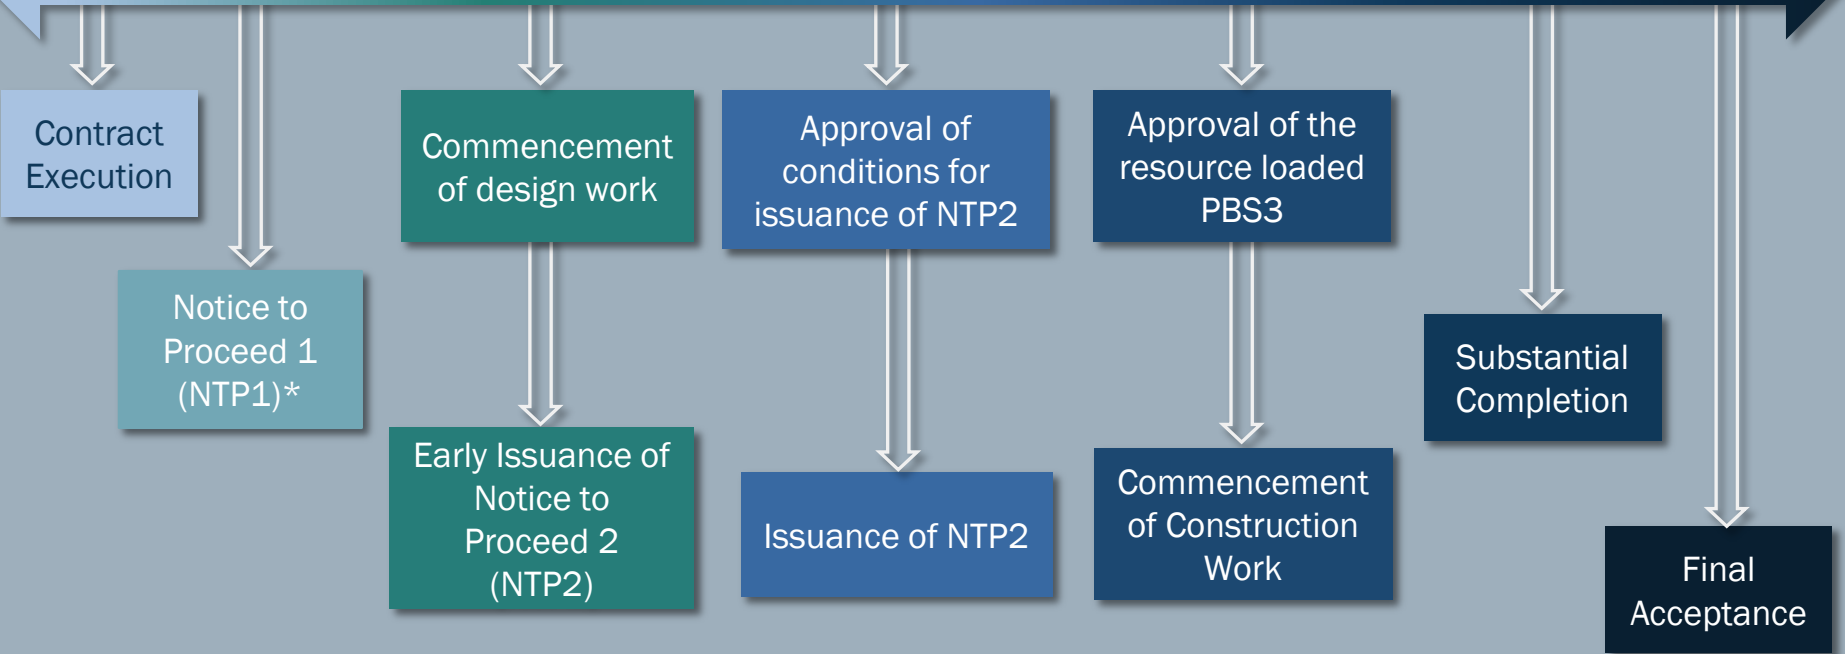 Contract
Execution
Notice to
Proceed 1
(NTP1)*
Commencement
of design work
Early Issuance of
Notice to
Proceed 2
(NTP2)
Approval of
conditions for
issuance of NTP2
Issuance of NTP2
Approval of the
resource loaded
PBS3
Commencement
of Construction
Work
Substantial
Completion
Final
Acceptance